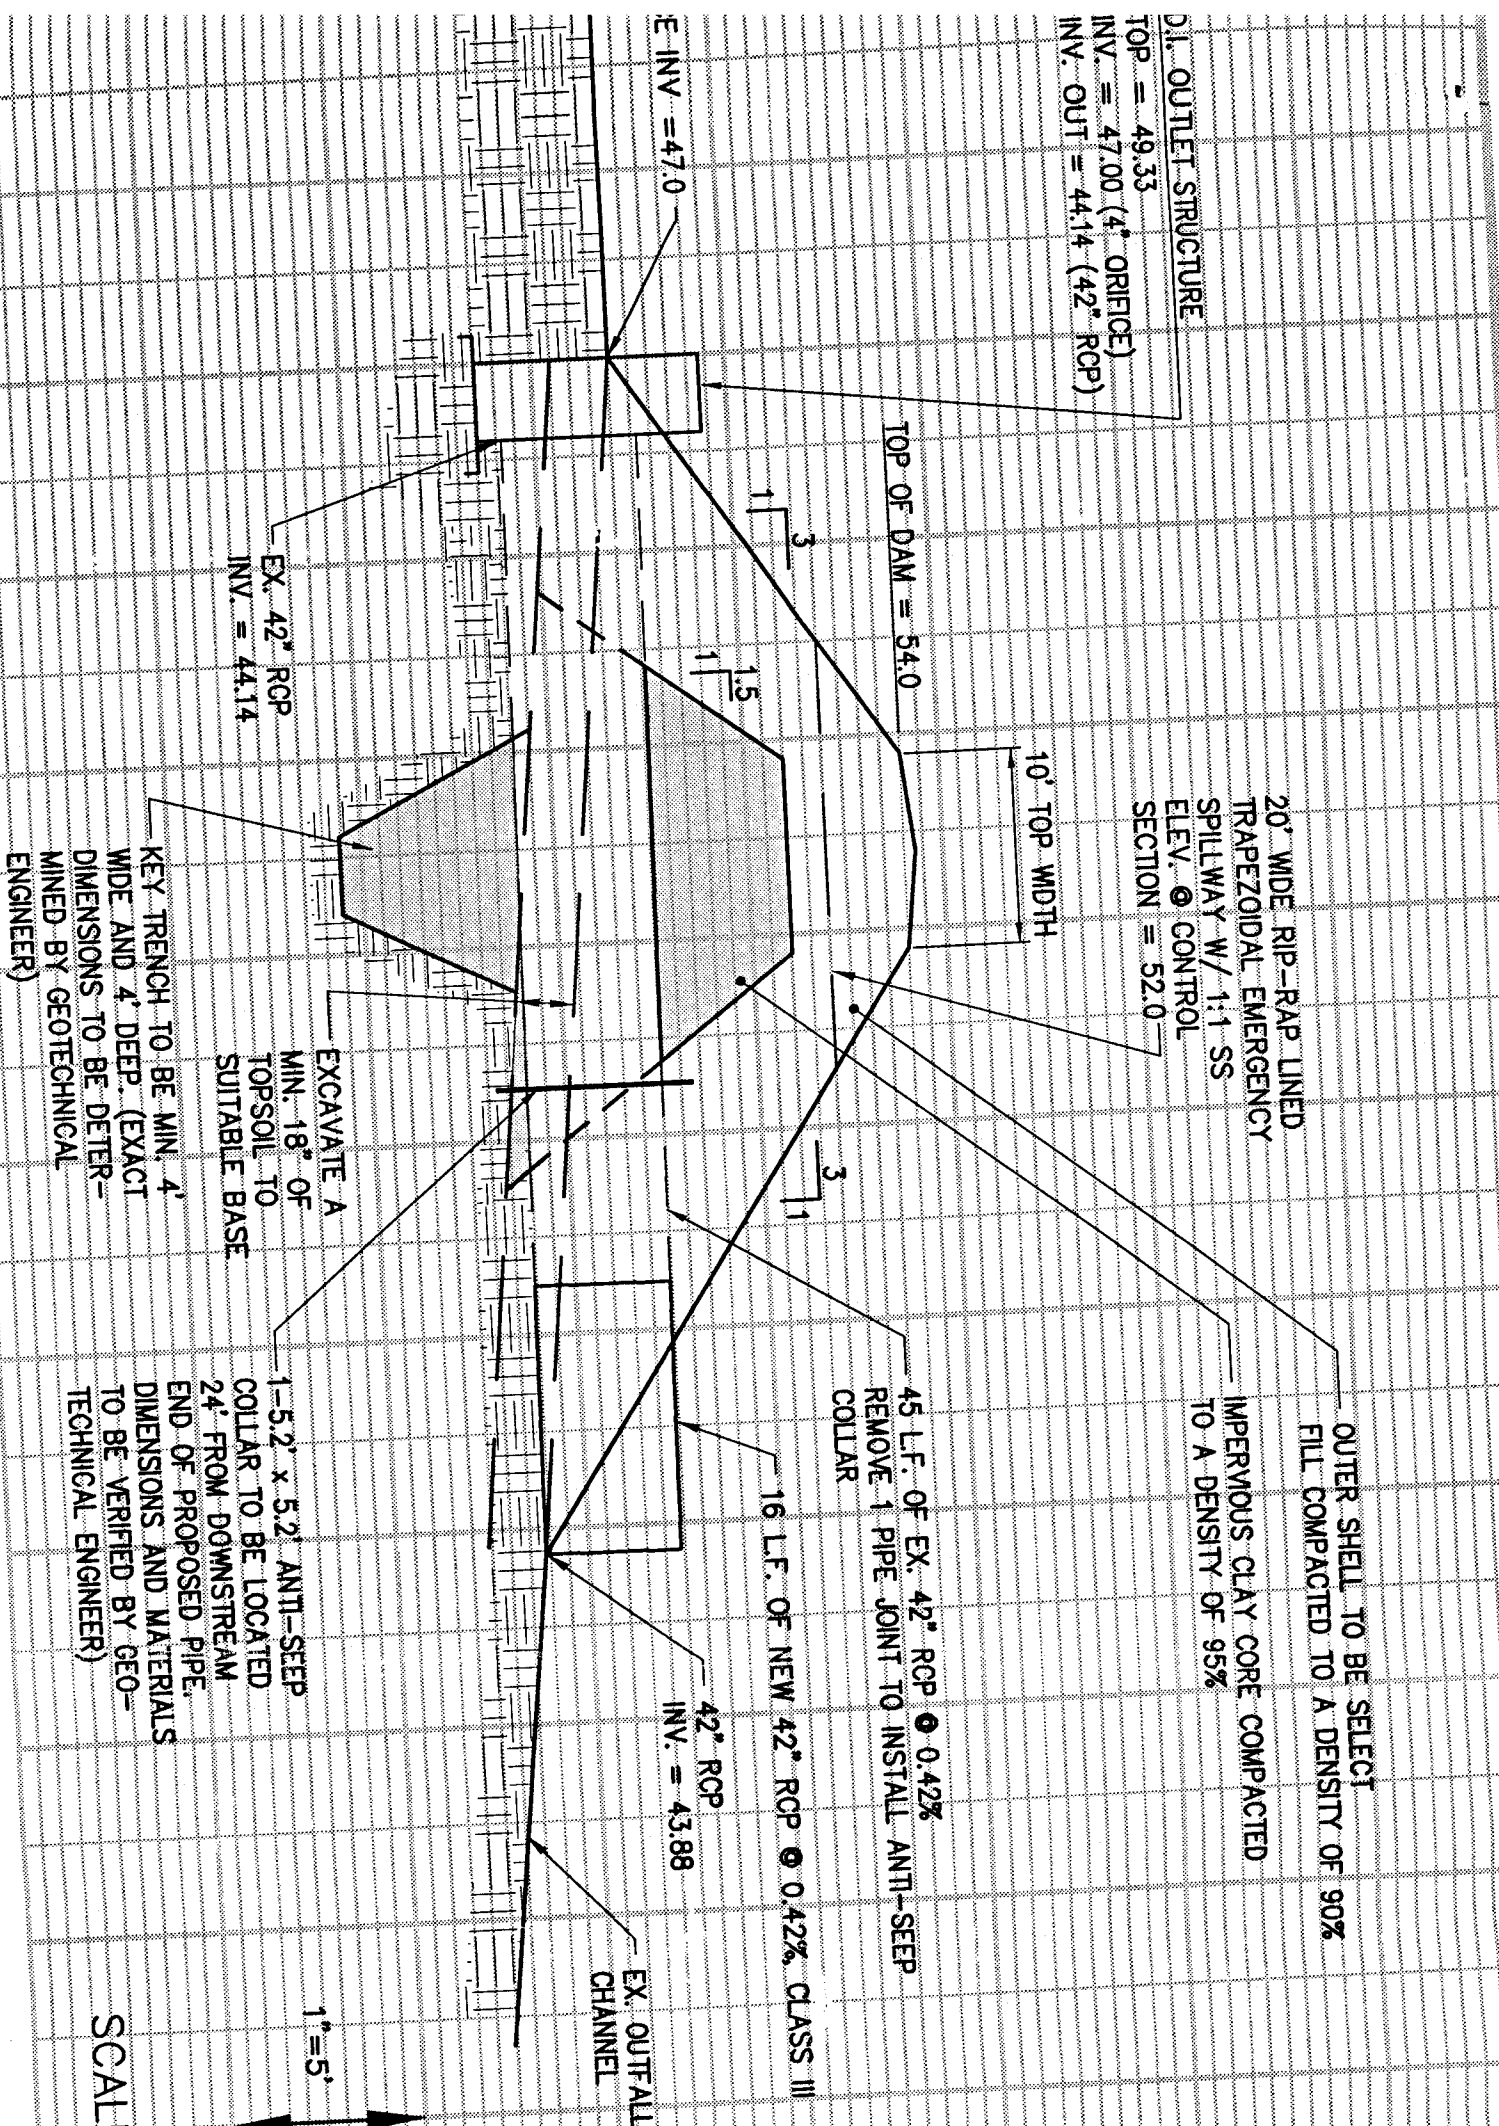 D.I. OUTLET STRUCTURE
TOP = 49.33
INV. = 47.00 (4" ORIFICE)
INV. OUT = 44.14 (42" RCP)
E INV =47.0
TOP OF DAM = 54.0
10' TOP WIDTH
20' WIDE RIP-RAP LINED
TRAPEZOIDAL EMERGENCY
SPILLWAY W/ 1:1 SS
ELEV. @ CONTROL
SECTION = 52.0
OUTER SHELL TO BE SELECT
FILL COMPACTED TO A DENSITY OF 90%
IMPERVIOUS CLAY CORE COMPACTED
TO A DENSITY OF 95%
45 L.F. OF EX. 42" RCP @ 0.42%
REMOVE 1 PIPE JOINT TO INSTALL ANTI-SEEP
COLLAR
16 L.F. OF NEW 42" RCP @ 0.42%, CLASS III
42" RCP
INV. = 43.88
EX. OUTFALL
CHANNEL
3
1
1.5
1
3
1
EX. 42" RCP
INV. = 44.14
KEY TRENCH TO BE MIN. 4'
WIDE AND 4' DEEP. (EXACT
DIMENSIONS TO BE DETER-
MINED BY GEOTECHNICAL
ENGINEER)
EXCAVATE A
MIN. 18" OF
TOPSOIL TO
SUITABLE BASE
1-5.2' x 5.2' ANTI-SEEP
COLLAR TO BE LOCATED
24' FROM DOWNSTREAM
END OF PROPOSED PIPE.
DIMENSIONS AND MATERIALS
TO BE VERIFIED BY GEO-
TECHNICAL ENGINEER)
1"=5'
SCAL